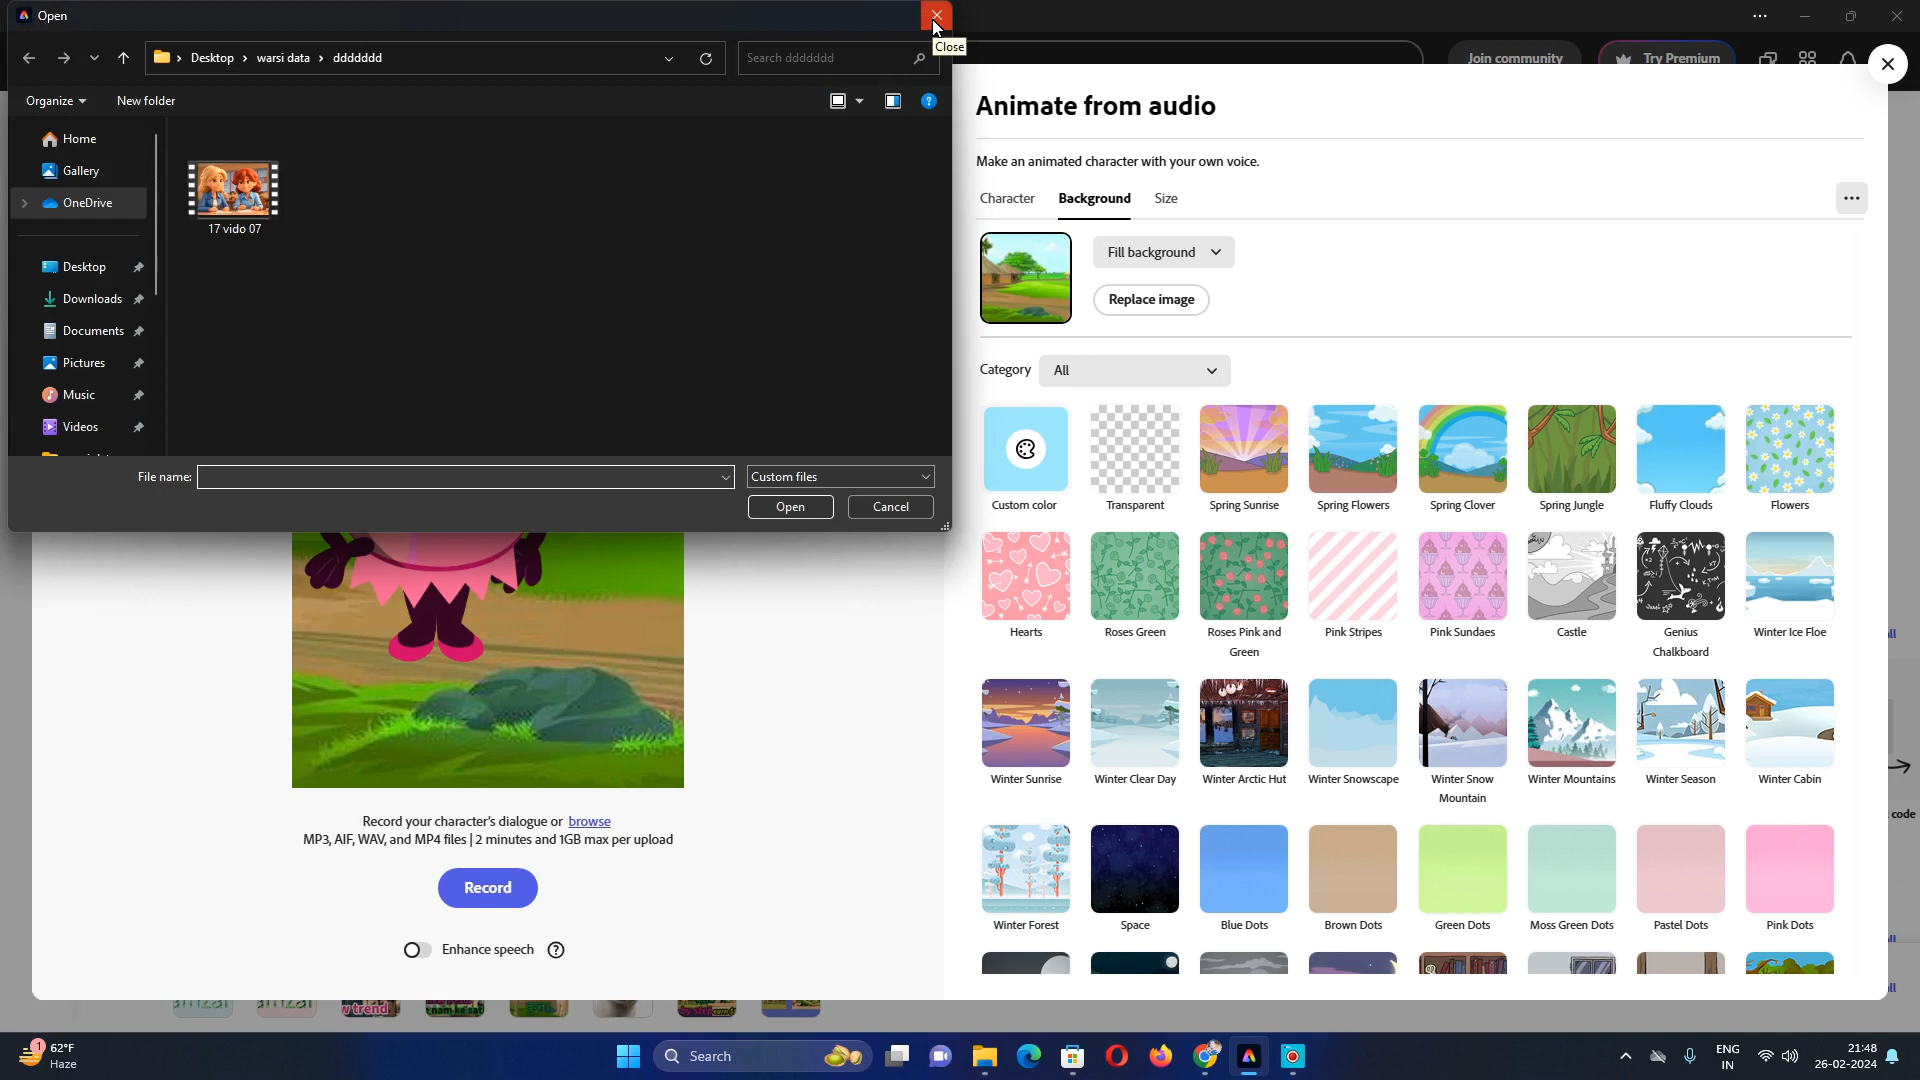 Open
Close
Desktop
warsi data
ddddddd
Search ddddddd
Join community
Try Premium
Organize
New folder
Home
Gallery
OneDrive
Desktop
Downloads
Documents
Pictures
Music
Videos
17 vido 07
File name:
Custom files
Open
Cancel
Animate from audio
Make an animated character with your own voice.
Character
Background
Size
Fill background
Replace image
Category
All
Custom color
Transparent
Spring Sunrise
Spring Flowers
Spring Clover
Spring Jungle
Fluffy Clouds
Flowers
Hearts
Roses Green
Roses Pink and
Green
Pink Stripes
Pink Sundaes
Castle
Genius
Chalkboard
Winter Ice Floe
Winter Sunrise
Winter Clear Day
Winter Arctic Hut
Winter Snowscape
Winter Snow
Mountain
Winter Mountains
Winter Season
Winter Cabin
Winter Forest
Space
Blue Dots
Brown Dots
Green Dots
Moss Green Dots
Pastel Dots
Pink Dots
Record your character's dialogue or browse
MP3, AIF, WAV, and MP4 files | 2 minutes and 1GB max per upload
Record
Enhance speech
code
w trend
nam ke sat
1
62°F
Haze
Search
ENG
IN
21:48
26-02-2024